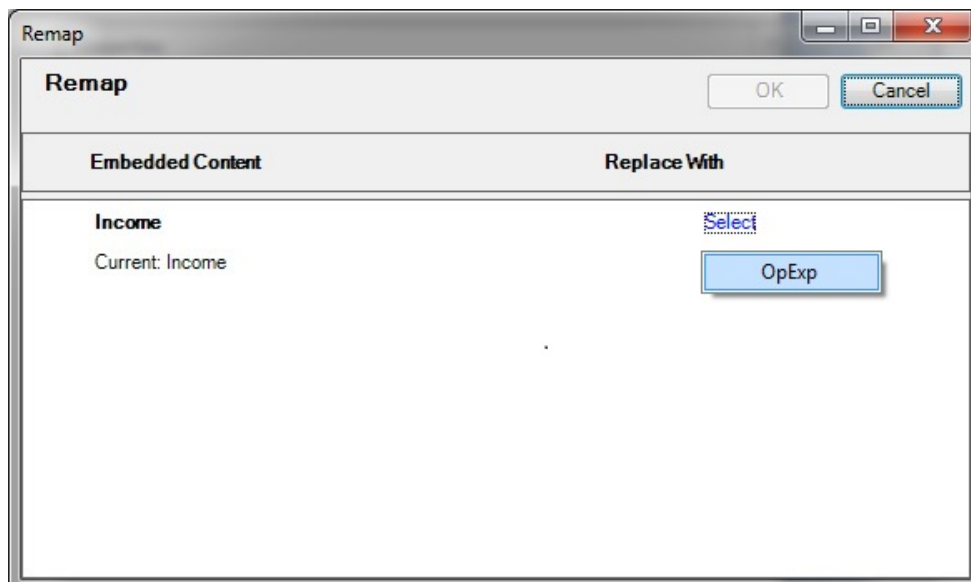 Remap
Remap
OK Cancel
Embedded Content Replace With
Income Select
Current: Income
OpExp